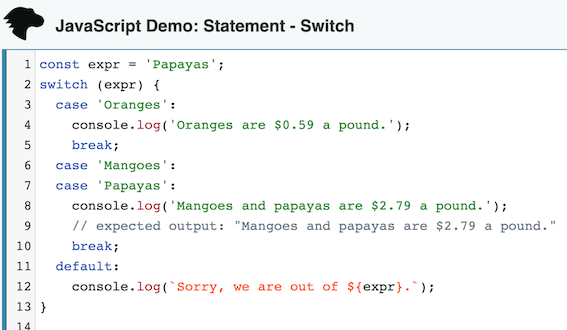 JavaScript Demo: Statement - Switch
1 const expr = 'Papayas';
2 switch (expr) {
3   case 'Oranges':
4     console.log('Oranges are $0.59 a pound.');
5     break;
6   case 'Mangoes':
7   case 'Papayas':
8     console.log('Mangoes and papayas are $2.79 a pound.');
9     // expected output: "Mangoes and papayas are $2.79 a pound."
10     break;
11   default:
12     console.log(`Sorry, we are out of ${expr}.`);
13 }
14